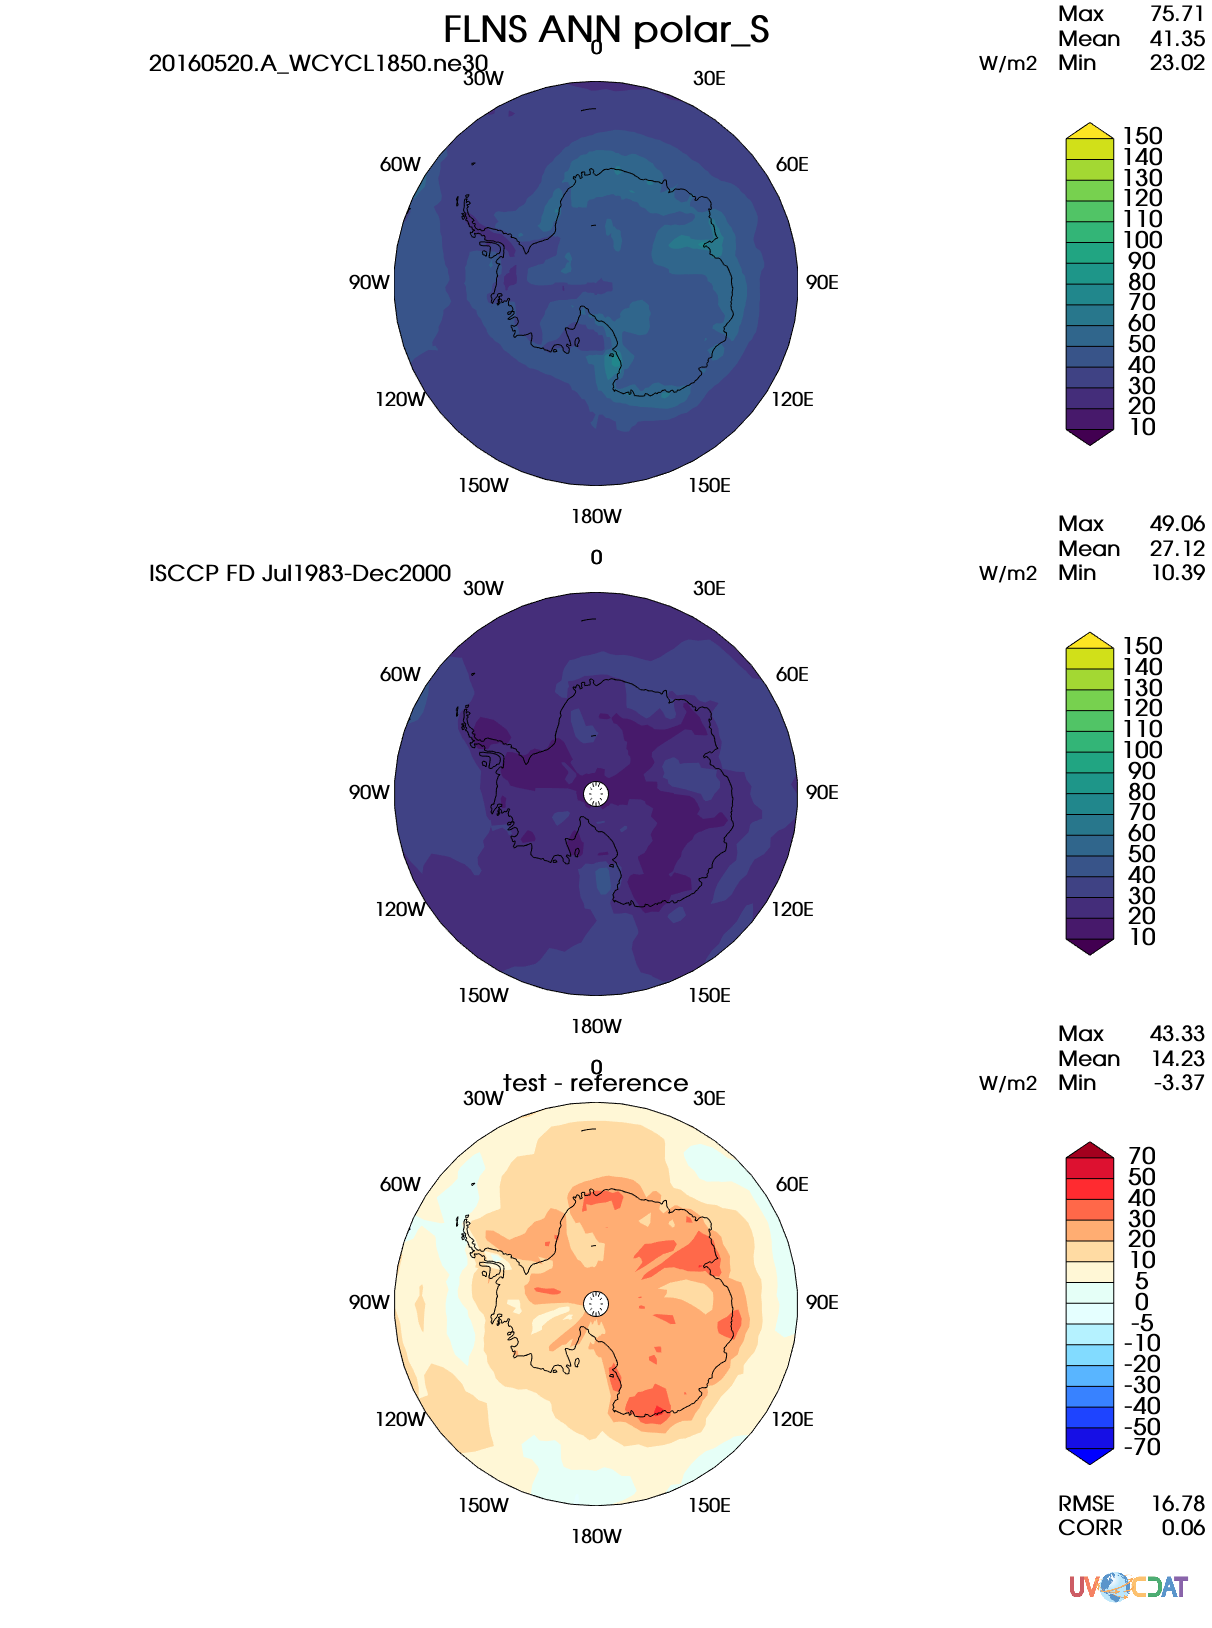 FLNS ANN polar_S
20160520.A_WCYCL1850.ne30
W/m2
Max 75.71
Mean 41.35
Min 23.02
0
30W 30E
60W 60E
90W 90E
120W 120E
150W 150E
180W
150
140
130
120
110
100
90
80
70
60
50
40
30
20
10
ISCCP FD Jul1983-Dec2000
W/m2
Max 49.06
Mean 27.12
Min 10.39
0
30W 30E
60W 60E
90W 90E
120W 120E
150W 150E
180W
150
140
130
120
110
100
90
80
70
60
50
40
30
20
10
test - reference
W/m2
Max 43.33
Mean 14.23
Min -3.37
0
30W 30E
60W 60E
90W 90E
120W 120E
150W 150E
180W
70
50
40
30
20
10
5
0
-5
-10
-20
-30
-40
-50
-70
RMSE 16.78
CORR 0.06
UV CDAT